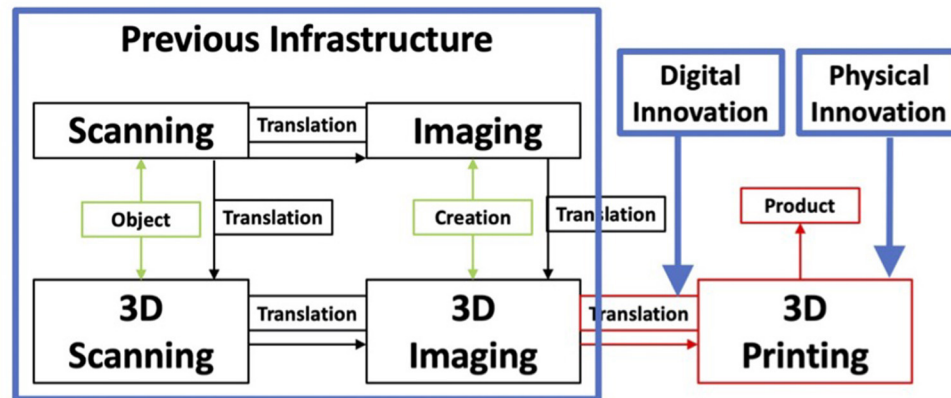 Previous Infrastructure
Digital
Innovation
Physical
Innovation
Scanning
Translation
Imaging
Object
Translation
Creation
Translation
Product
3D
Scanning
Translation
3D
Imaging
Translation
3D
Printing